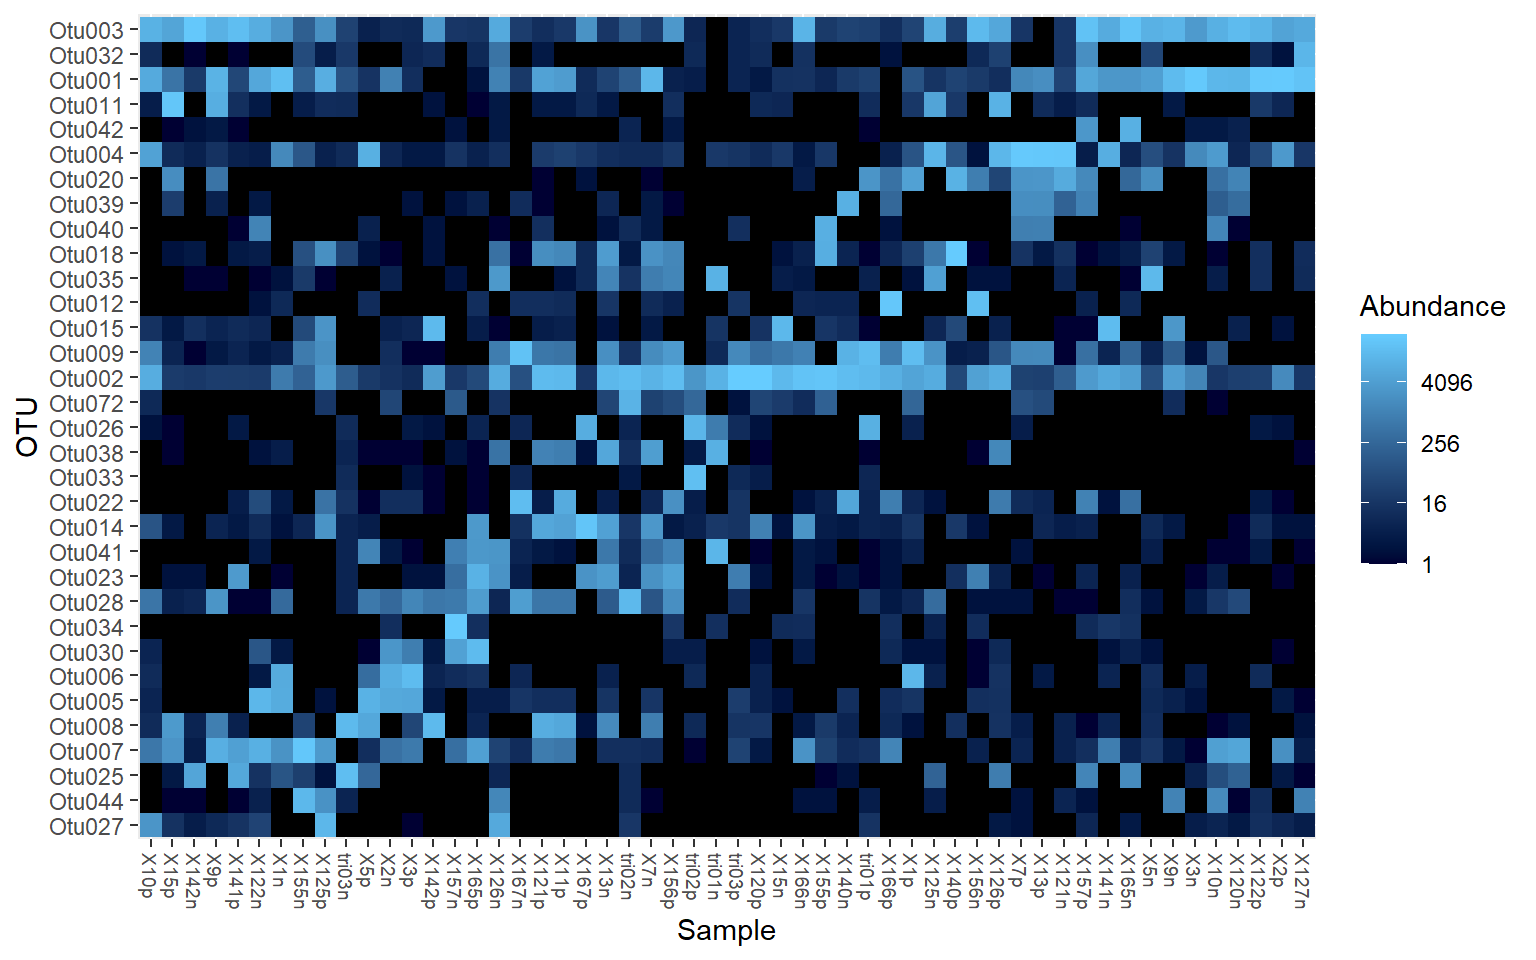 Otu003
Otu032
Otu001
Otu011
Otu042
Otu004
Otu020
Otu039
Otu040
Otu018
Otu035
Otu012
Otu015
Otu009
Otu002
Otu072
Otu026
Otu038
Otu033
Otu022
Otu014
Otu041
Otu023
Otu028
Otu034
Otu030
Otu006
Otu005
Otu008
Otu007
Otu025
Otu044
Otu027
OTU
X10p
X15p
X142n
X9p
X141p
X122n
X1n
X155n
X125p
tri03n
X5p
X2n
X3p
X142p
X157n
X165p
X126n
X167n
X121p
X11p
X167p
X13n
tri02n
X7n
X156p
tri02p
tri01n
tri03p
X120p
X15n
X166n
X155p
X140n
tri01p
X166p
X1p
X125n
X140p
X156n
X126p
X7p
X13p
X121n
X157p
X141n
X165n
X5n
X9n
X3n
X10n
X120n
X122p
X2p
X127n
Sample
Abundance
4096
256
16
1